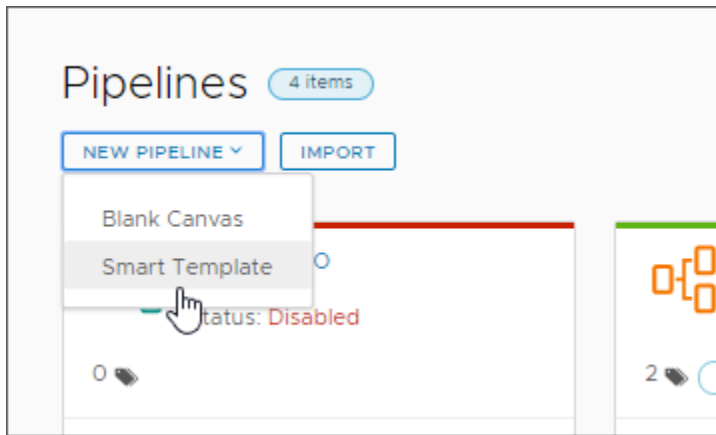 Pipelines 4 items
NEW PIPELINE IMPORT
Blank Canvas
Smart Template
Status: Disabled
0
2